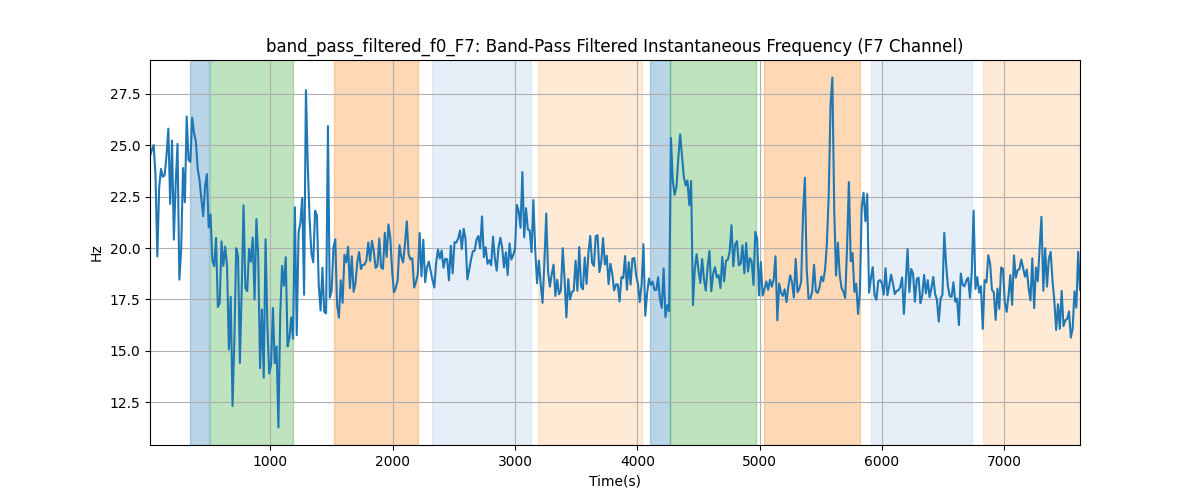 band_pass_filtered_f0_F7: Band-Pass Filtered Instantaneous Frequency (F7 Channel)
27.5
25.0
22.5
20.0
17.5
15.0
12.5
Hz
1000 2000 3000 4000 5000 6000 7000
Time(s)